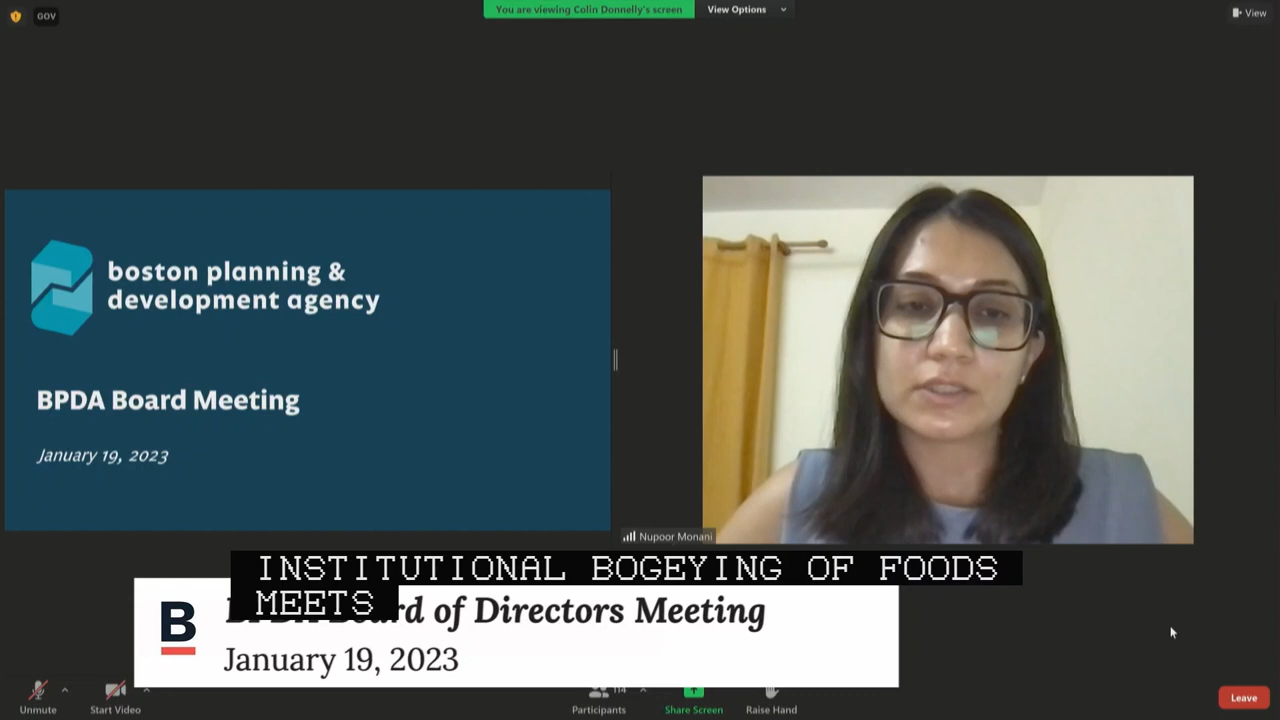 GOV
You are viewing Colin Donnelly's screen
View Options
View
boston planning &
development agency
BPDA Board Meeting
January 19, 2023
Nupoor Monani
INSTITUTIONAL BOGEYING OF FOODS
MEETS
B
rd of Directors Meeting
January 19, 2023
Unmute
Start Video
114
Participants
Share Screen
Raise Hand
Leave